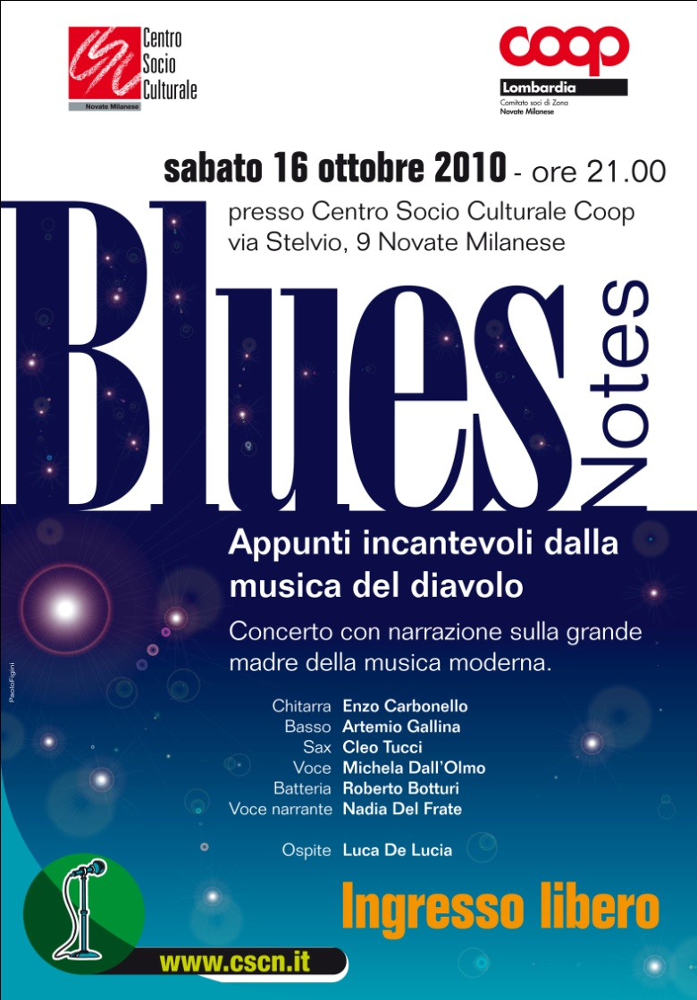 Centro
Socio
Culturale
Novate Milanese
coop
Lombardia
Comitato soci di Zona
Novate Milanese
sabato 16 ottobre 2010 - ore 21.00
presso Centro Socio Culturale Coop
via Stelvio, 9 Novate Milanese
Blues
Notes
Appunti incantevoli dalla
musica del diavolo
Concerto con narrazione sulla grande
madre della musica moderna.
PaoloFigini
Chitarra Enzo Carbonello
Basso Artemio Gallina
Sax Cleo Tucci
Voce Michela Dall'Olmo
Batteria Roberto Botturi
Voce narrante Nadia Del Frate
Ospite Luca De Lucia
Ingresso libero
www.cscn.it